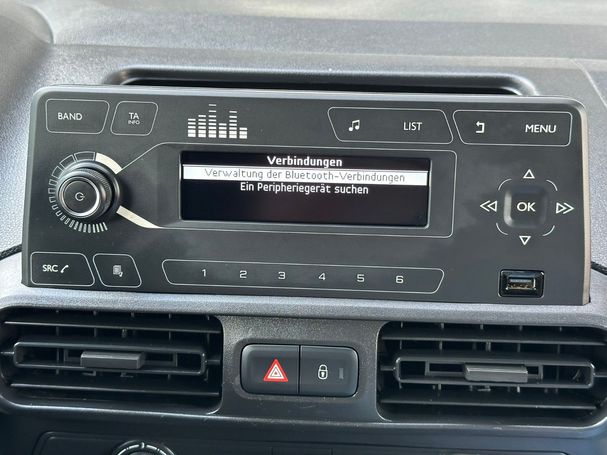 BAND
TA
INFO
LIST
MENU
Verbindungen
Verwaltung der Bluetooth-Verbindungen
Ein Peripheriegerät suchen
OK
SRC
1 2 3 4 5 6